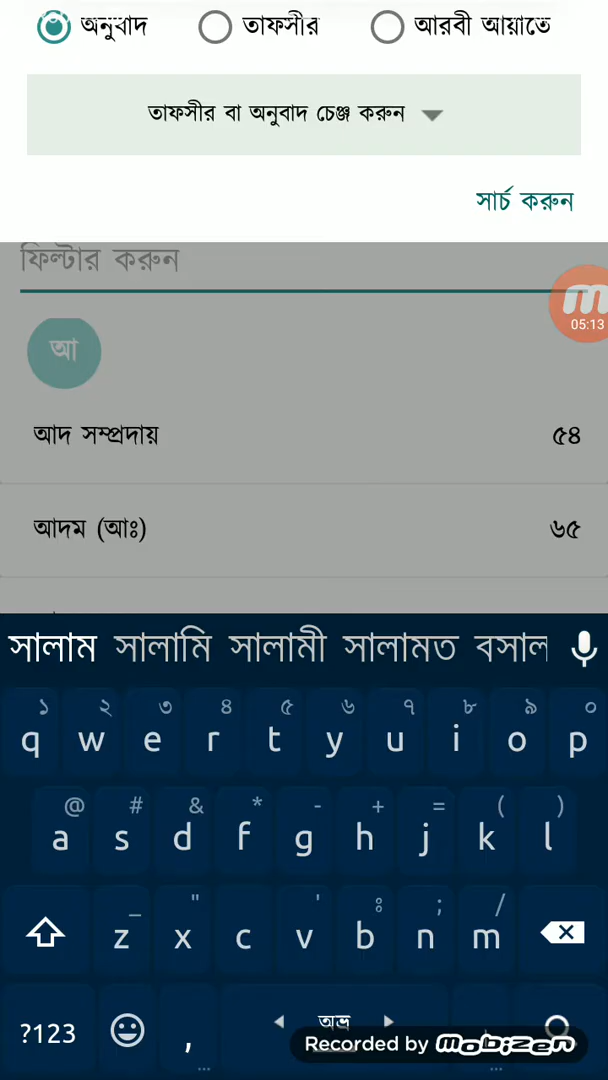 অনুবাদ তাফসীর আরবী আয়াতে
তাফসীর বা অনুবাদ চেঞ্জ করুন
সার্চ করুন
ফিল্টার করুন
m
05:13
আ
আদ সম্প্রদায় ৫৪
আদম (আঃ) ৬৫
সালাম সালামি সালামী সালামত বসাল
১ ২ ৩ ৪ ৫ ৬ ৭ ৮ ৯ ০
q w e r t y u i o p
@ # & * - + = ( )
a s d f g h j k l
_ " ' ঃ ; /
z x c v b n m
?123 , অভ্র
Recorded by mobizen